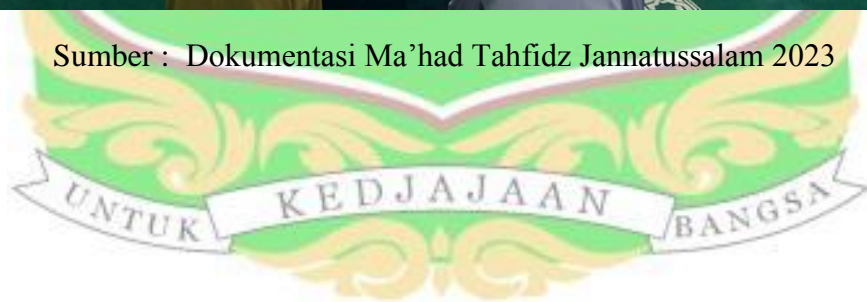 Sumber : Dokumentasi Ma’had Tahfidz Jannatussalam 2023
UNTUK KEDJAJAAN BANGSA